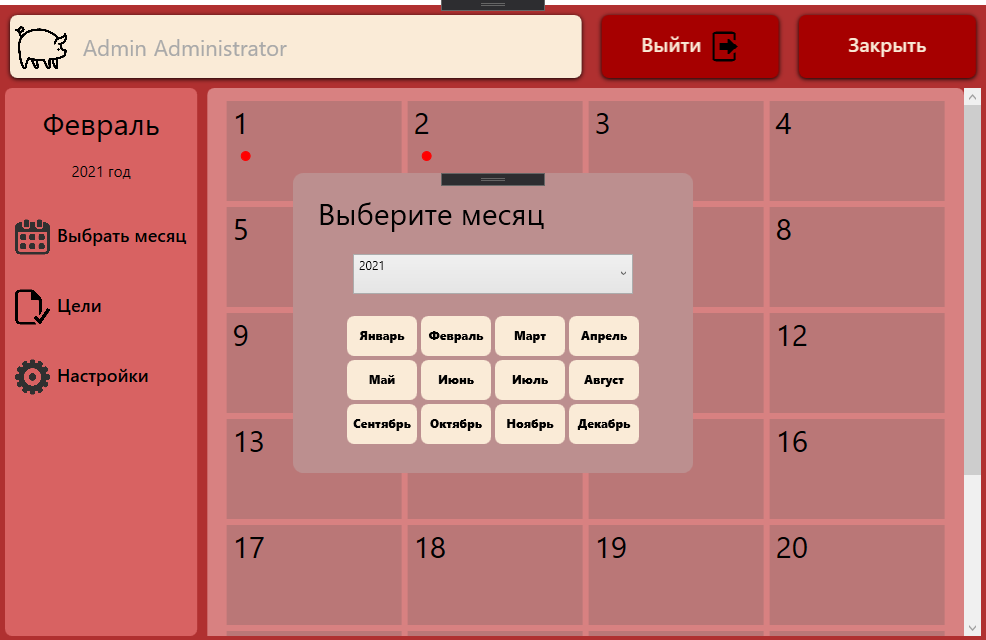 Admin Administrator
Выйти
Закрыть
Февраль
2021 год
Выбрать месяц
Цели
Настройки
1
2
3
4
5
8
9
12
13
16
17
18
19
20
Выберите месяц
2021
Январь
Февраль
Март
Апрель
Май
Июнь
Июль
Август
Сентябрь
Октябрь
Ноябрь
Декабрь